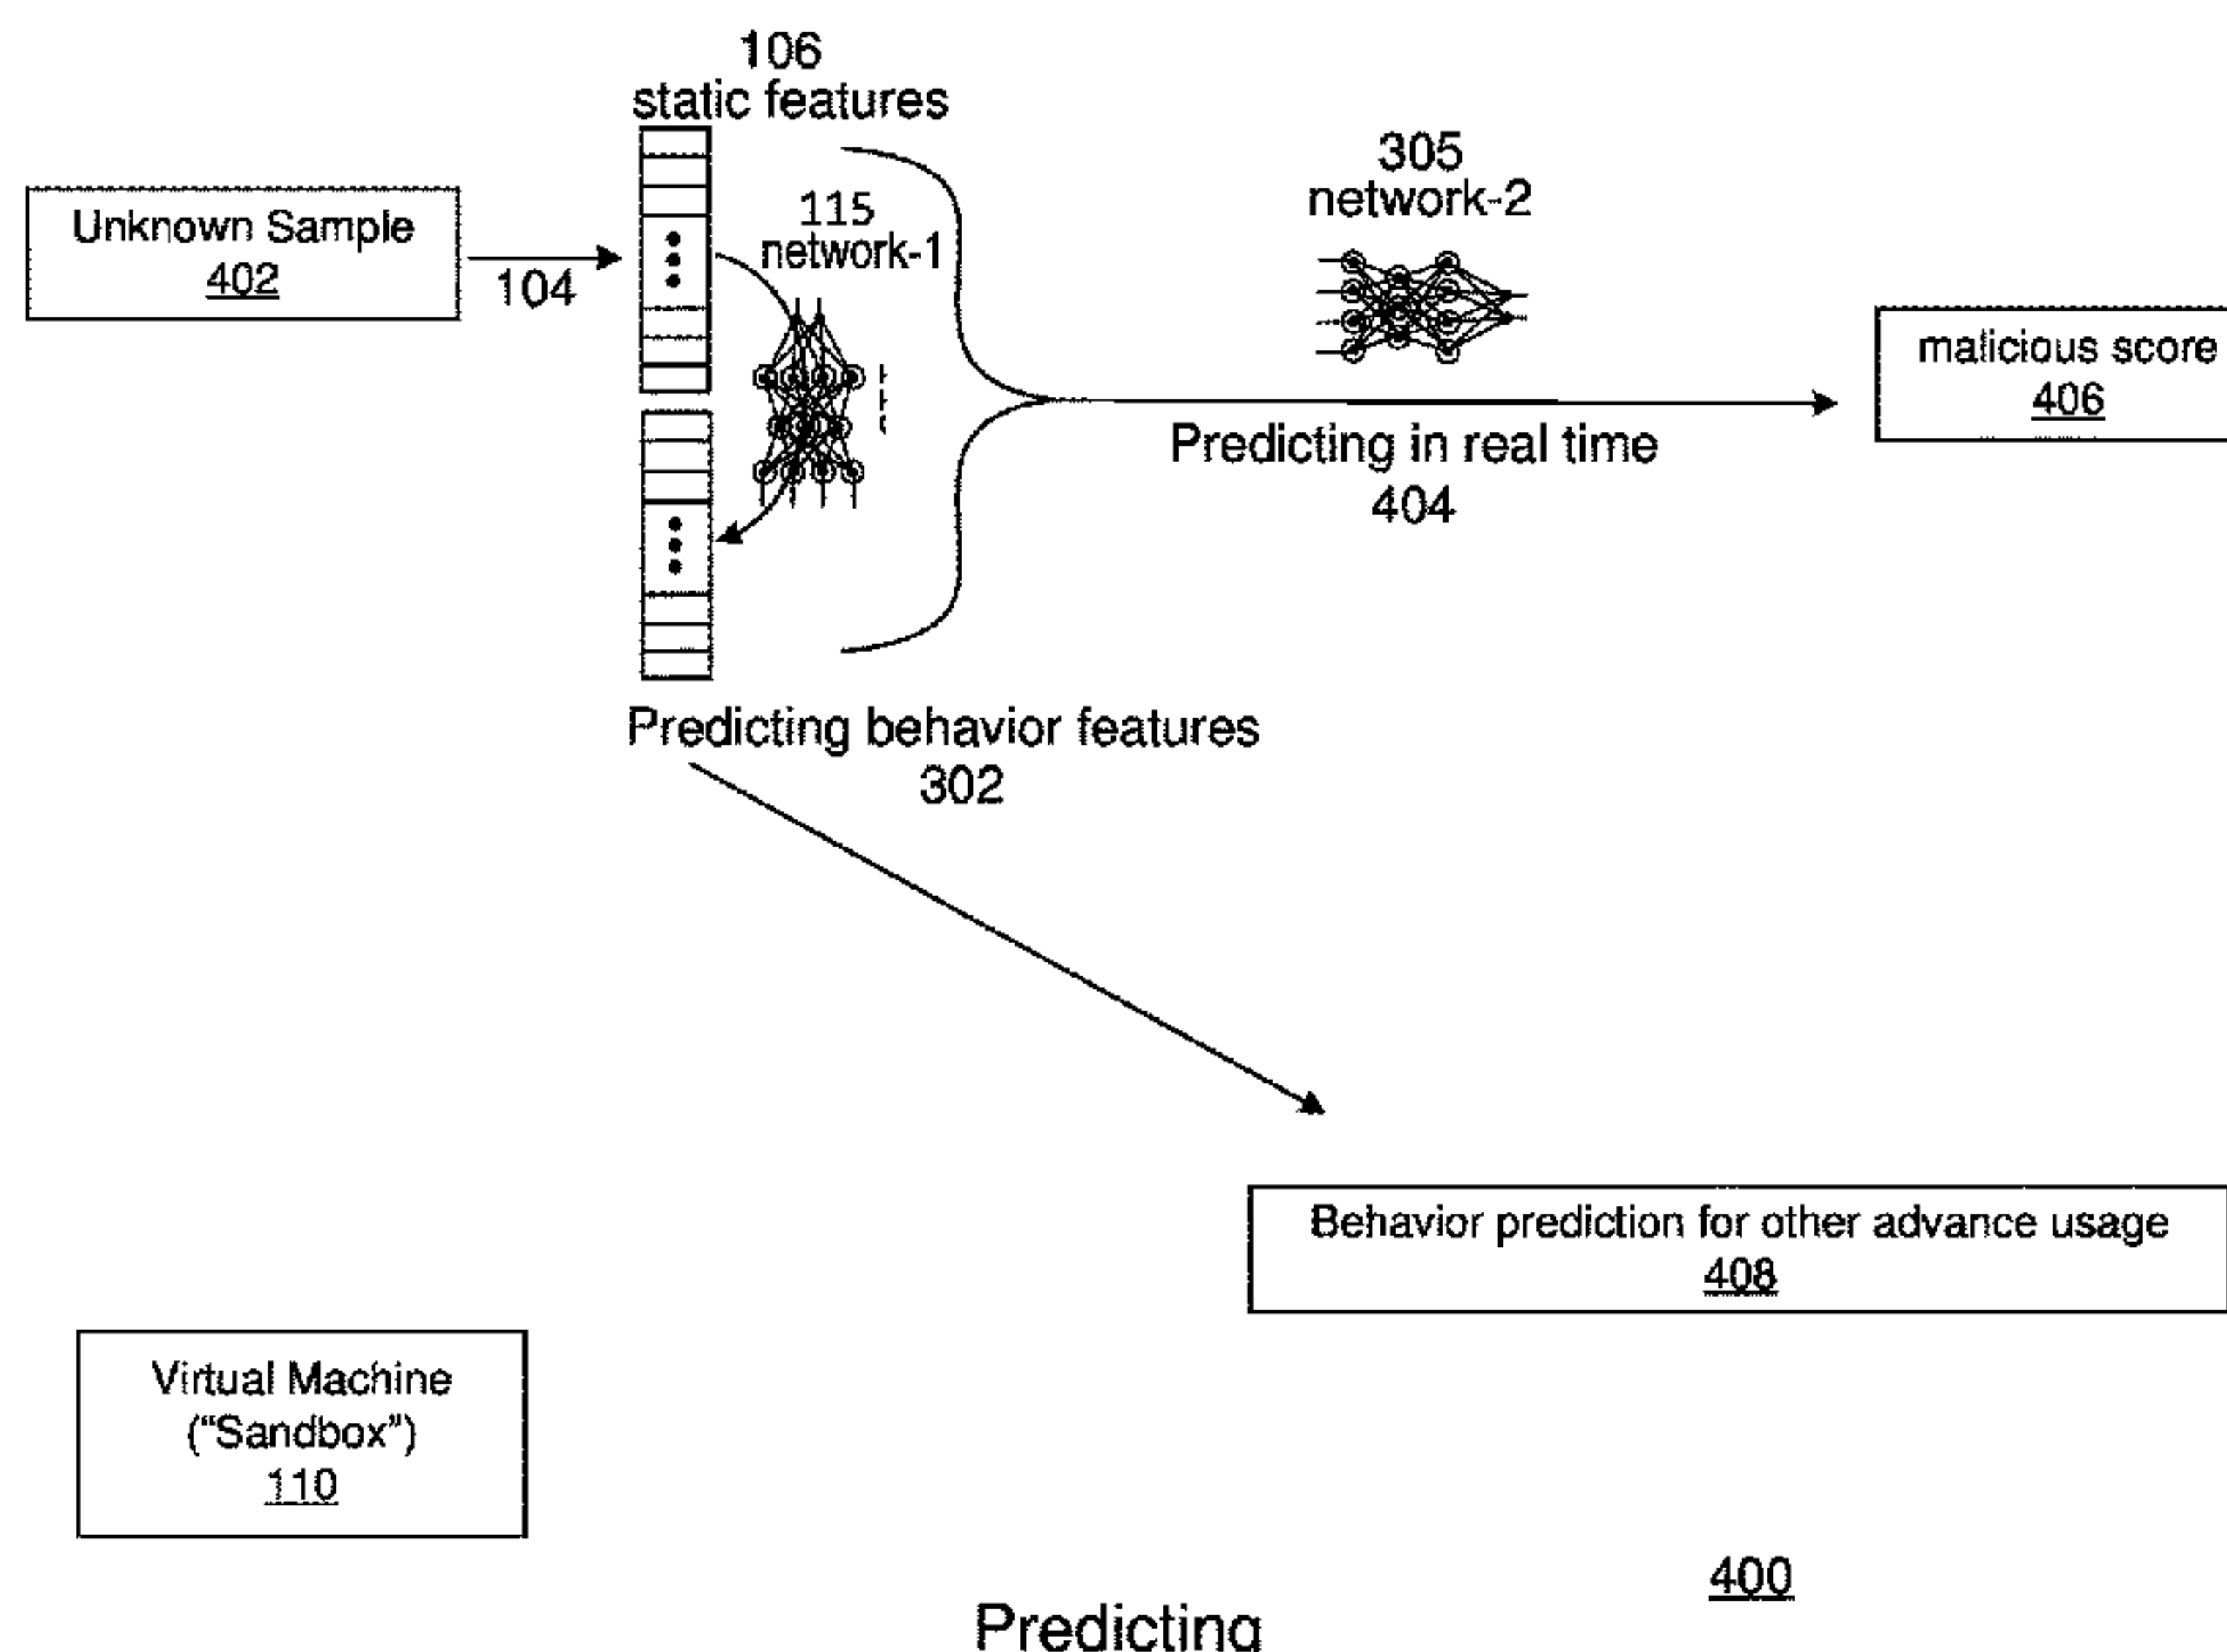 106
static features
Unknown Sample
402
104
115
network-1
305
network-2
malicious score
406
Predicting in real time
404
Predicting behavior features
302
Behavior prediction for other advance usage
408
Virtual Machine
("Sandbox")
110
400
Predicting